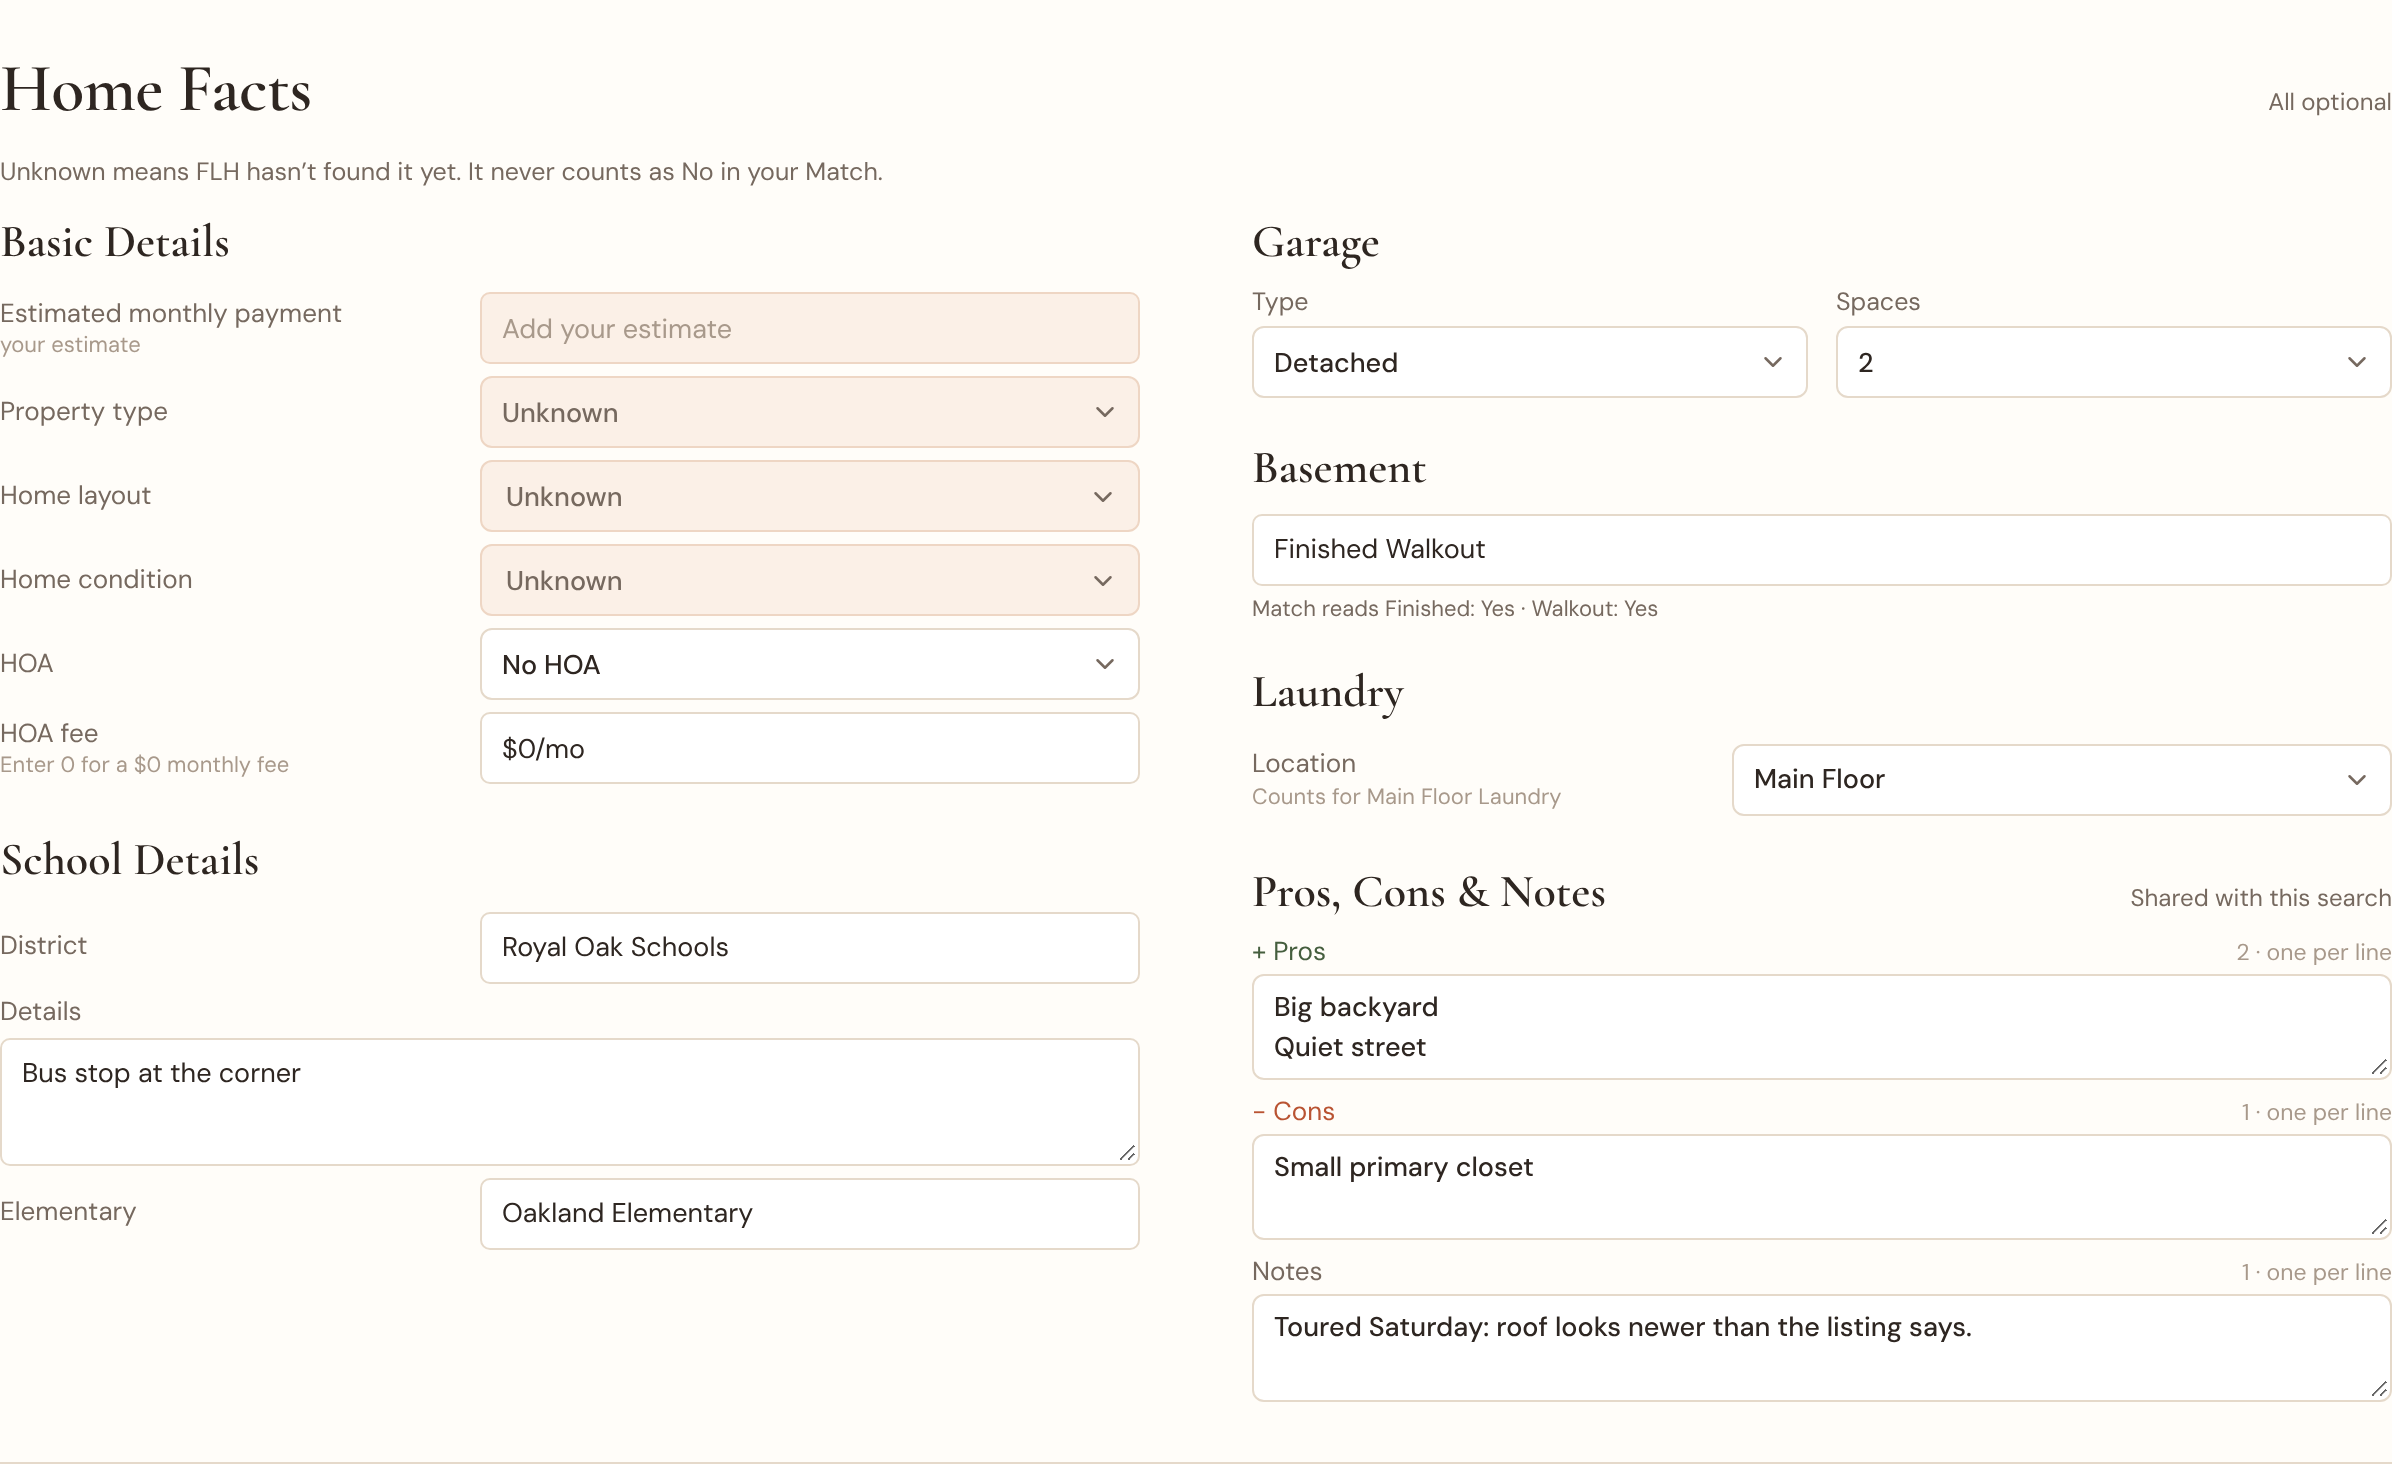 Home Facts
All optional
Unknown means FLH hasn’t found it yet. It never counts as No in your Match.
Basic Details
Estimated monthly payment
your estimate
Add your estimate
Property type
Unknown
Home layout
Unknown
Home condition
Unknown
HOA
No HOA
HOA fee
Enter 0 for a $0 monthly fee
$0/mo
School Details
District
Royal Oak Schools
Details
Bus stop at the corner
Elementary
Oakland Elementary
Garage
Type
Spaces
Detached
2
Basement
Finished Walkout
Match reads Finished: Yes · Walkout: Yes
Laundry
Location
Counts for Main Floor Laundry
Main Floor
Pros, Cons & Notes
Shared with this search
+ Pros
2 · one per line
Big backyard
Quiet street
− Cons
1 · one per line
Small primary closet
Notes
1 · one per line
Toured Saturday: roof looks newer than the listing says.